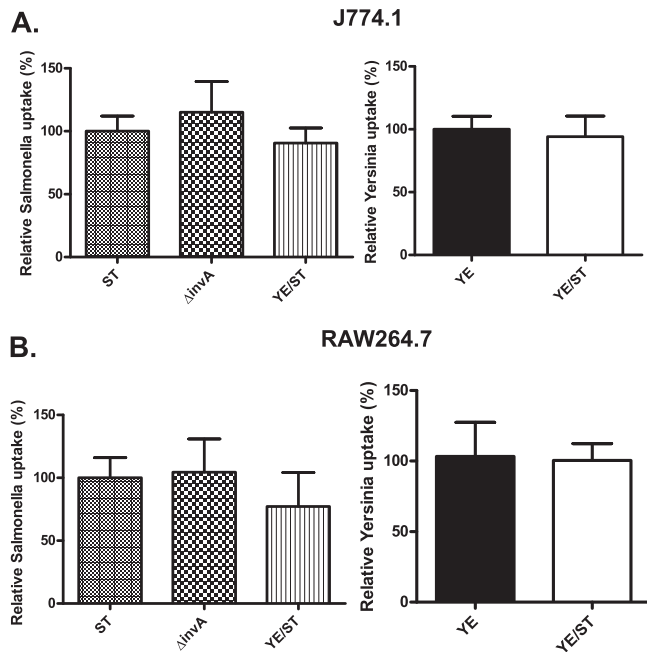 A.
J774.1
Relative Salmonella uptake (%)
150
100
50
0
ST
ΔinvA
YE/ST
Relative Yersinia uptake (%)
150
100
50
0
YE
YE/ST
B.
RAW264.7
Relative Salmonella uptake (%)
150
100
50
0
ST
ΔinvA
YE/ST
Relative Yersinia uptake (%)
150
100
50
0
YE
YE/ST